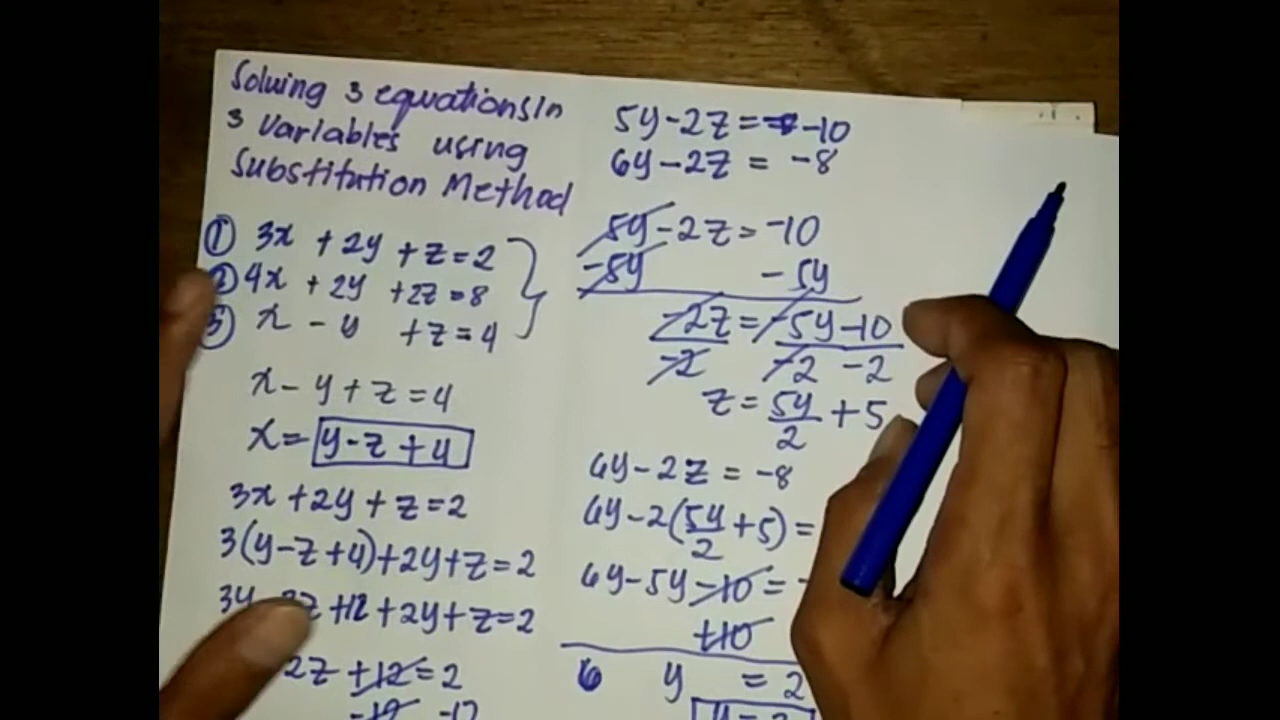 Solving 3 equations in
3 variables using
Substitution Method
① 3x + 2y + z = 2
② 4x + 2y + 2z = 8
③ x - y + z = 4
x - y + z = 4
x = y - z + 4
3x + 2y + z = 2
3(y - z + 4) + 2y + z = 2
3y z + 12 + 2y + z = 2
2z + 12 = 2
-12 -12
5y - 2z = -10
6y - 2z = -8
5y - 2z = -10
-5y -5y
-2z = -5y - 10
-2 -2 -2
z = 5y/2 + 5
6y - 2z = -8
6y - 2(5y/2 + 5) =
6y - 5y - 10 = -
+10
6 y = 2